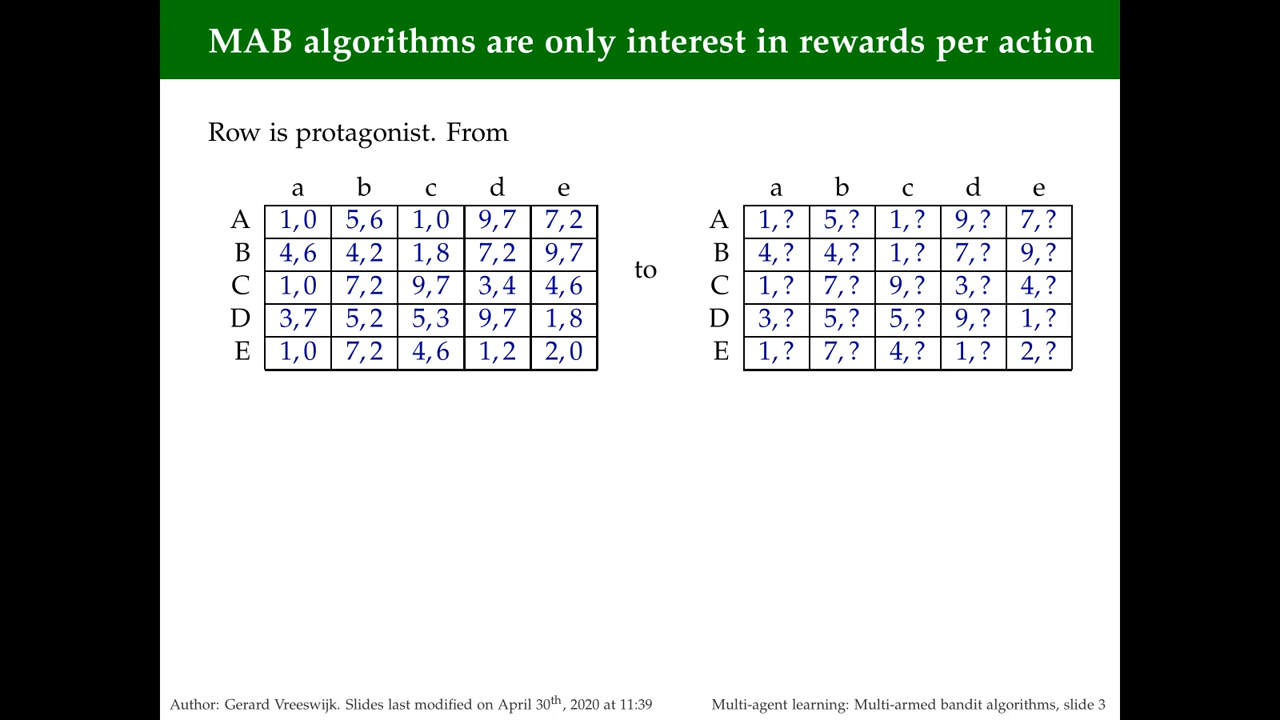 MAB algorithms are only interest in rewards per action
Row is protagonist. From
a b c d e
A 1, 0 5, 6 1, 0 9, 7 7, 2
B 4, 6 4, 2 1, 8 7, 2 9, 7
C 1, 0 7, 2 9, 7 3, 4 4, 6
D 3, 7 5, 2 5, 3 9, 7 1, 8
E 1, 0 7, 2 4, 6 1, 2 2, 0
to
a b c d e
A 1, ? 5, ? 1, ? 9, ? 7, ?
B 4, ? 4, ? 1, ? 7, ? 9, ?
C 1, ? 7, ? 9, ? 3, ? 4, ?
D 3, ? 5, ? 5, ? 9, ? 1, ?
E 1, ? 7, ? 4, ? 1, ? 2, ?
Author: Gerard Vreeswijk. Slides last modified on April 30th, 2020 at 11:39
Multi-agent learning: Multi-armed bandit algorithms, slide 3